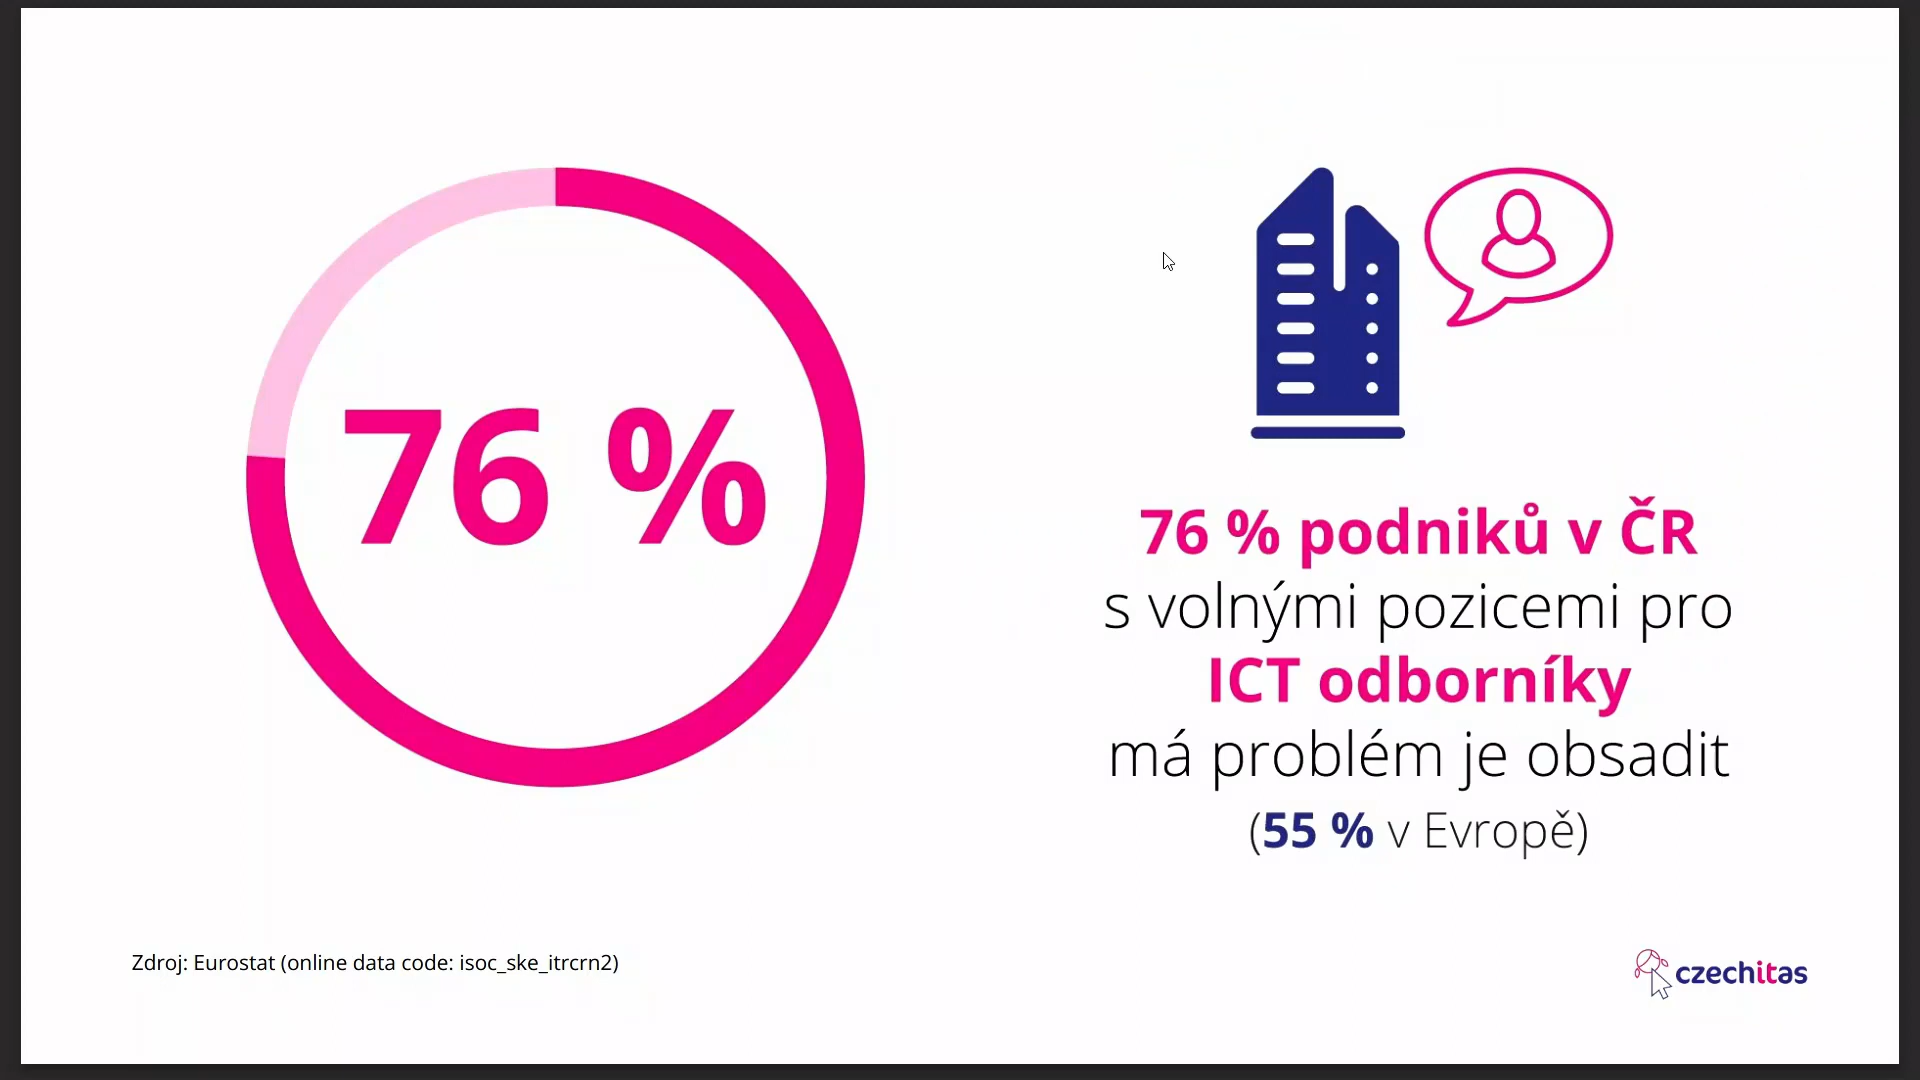 76 %
76 % podniků v ČR
s volnými pozicemi pro
ICT odborníky
má problém je obsadit
(55 % v Evropě)
Zdroj: Eurostat (online data code: isoc_ske_itrcrn2)
czechitas